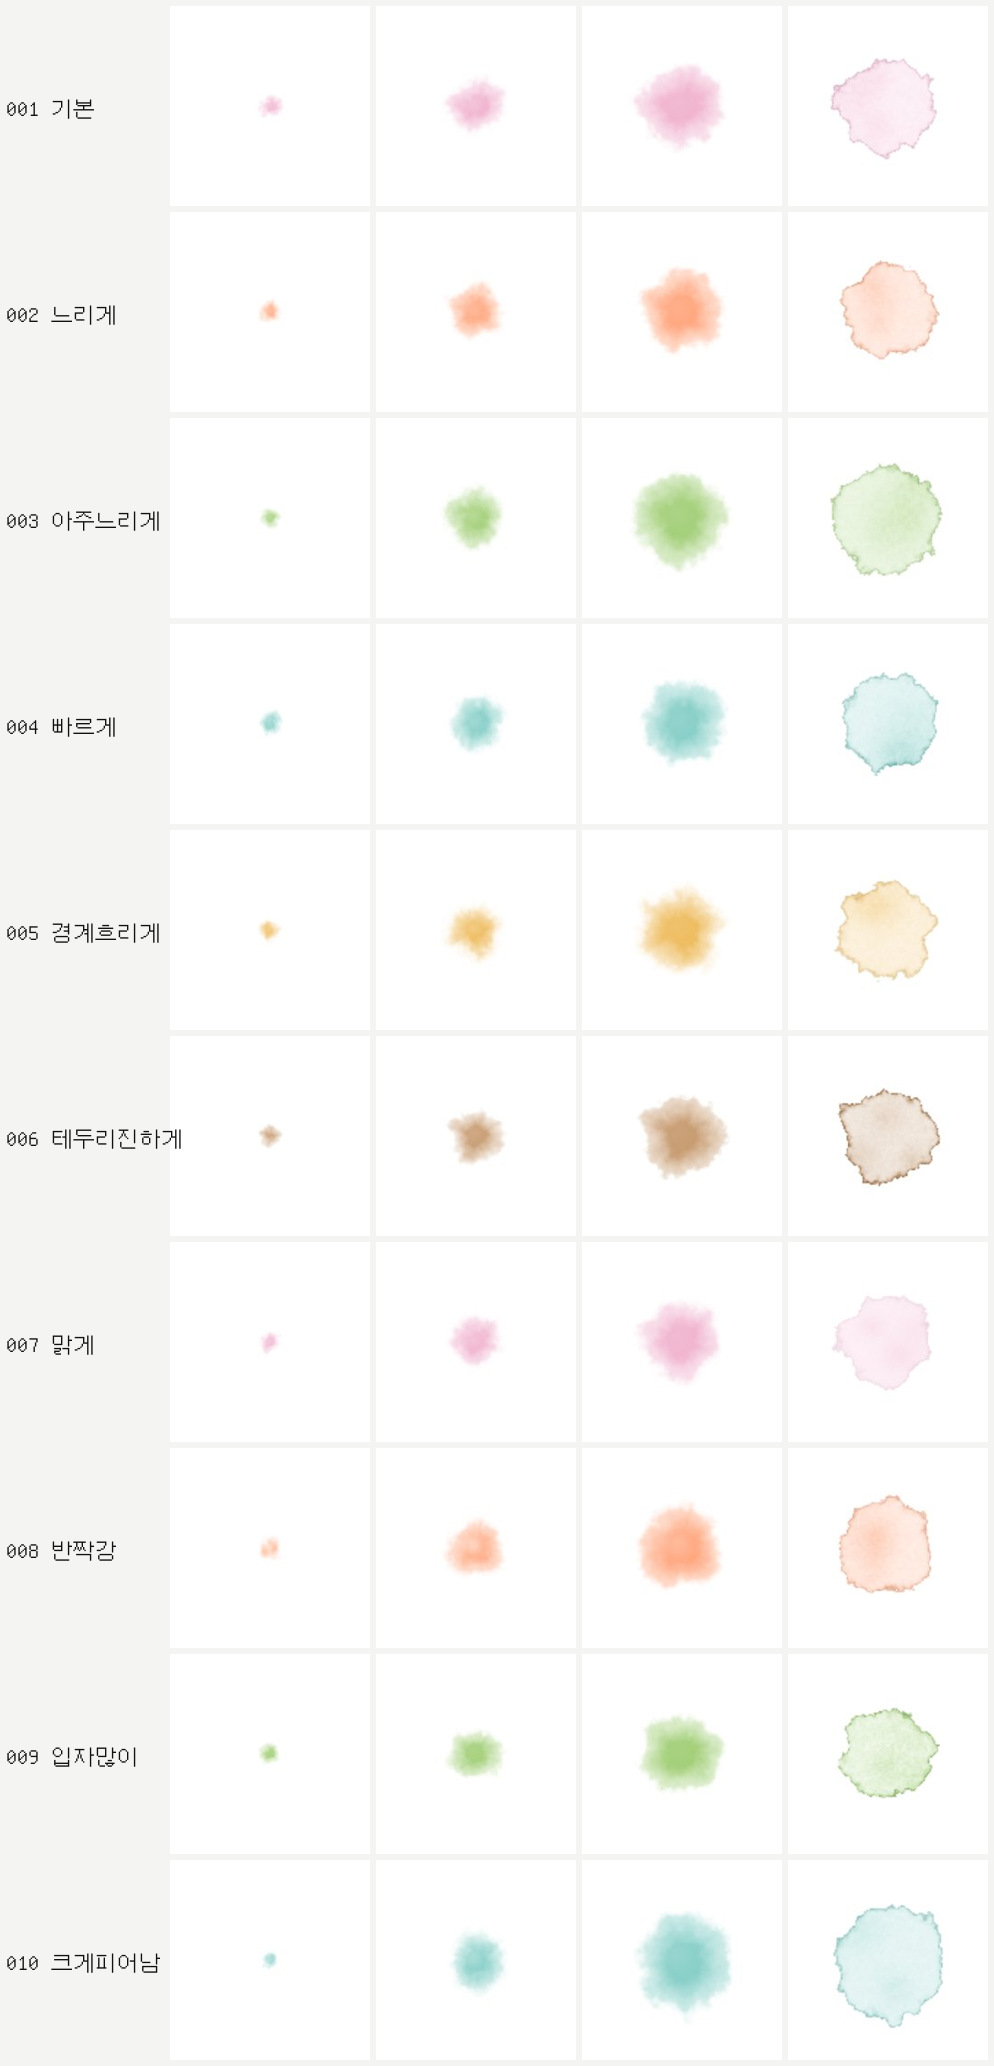 001 기본
002 느리게
003 아주느리게
004 빠르게
005 경계흐리게
006 테두리진하게
007 맑게
008 반짝강
009 입자많이
010 크게피어남